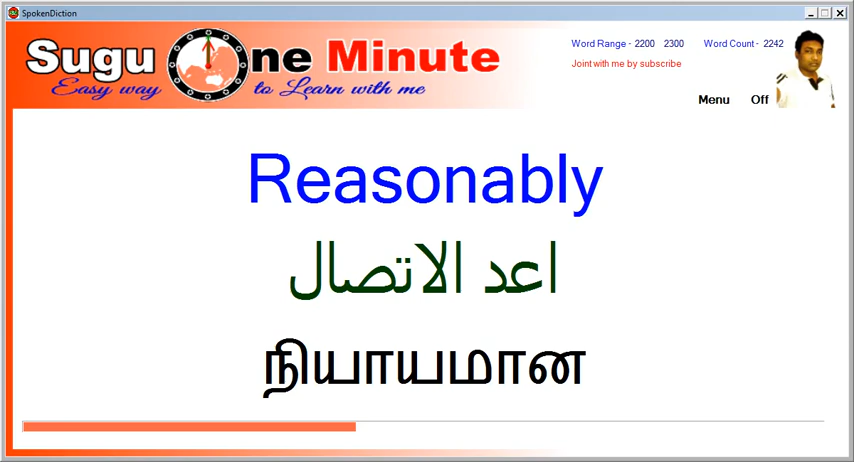 SpokenDiction
Sugu One Minute
Easy way to Learn with me
Word Range - 2200 2300 Word Count - 2242
Joint with me by subscribe
Menu Off
Reasonably
اعد الاتصال
நியாயமான